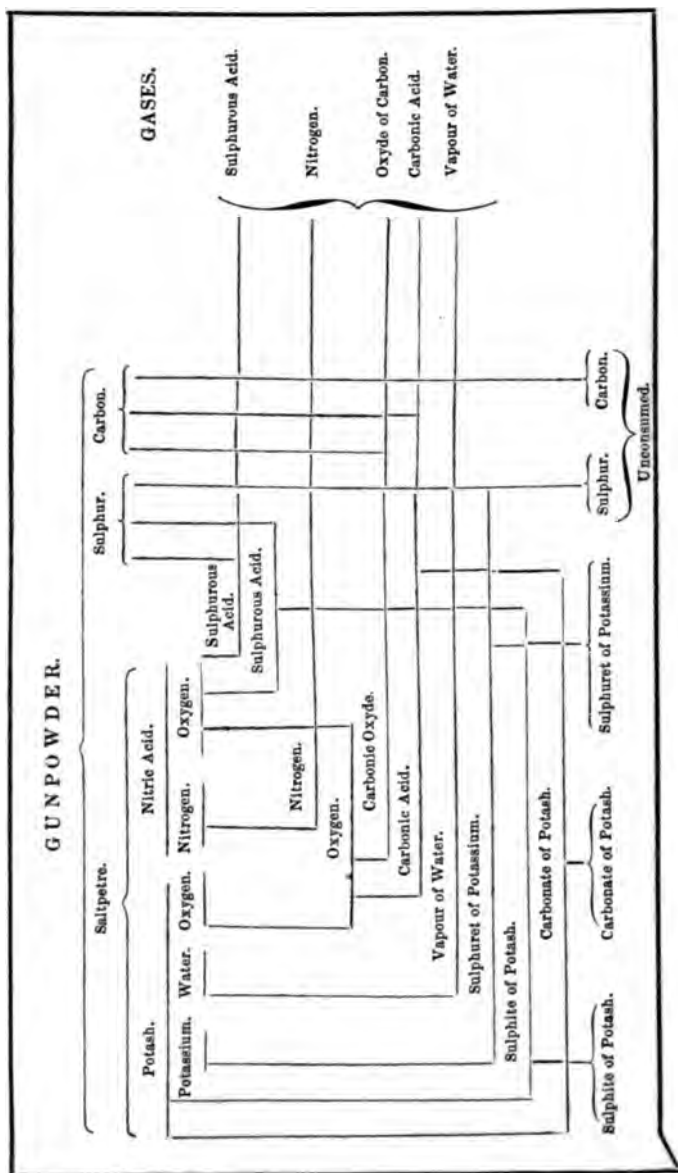 GUNPOWDER.
Saltpetre.
Sulphur.
Carbon.
GASES.
Potash.
Nitric Acid.
Potassium.
Water.
Oxygen.
Nitrogen.
Oxygen.
Sulphurous
Acid.
Sulphurous Acid.
Sulphurous Acid.
Nitrogen.
Nitrogen.
Oxygen.
Carbonic Oxyde.
Oxyde of Carbon.
Carbonic Acid.
Carbonic Acid.
Vapour of Water.
Vapour of Water.
Sulphuret of Potassium.
Sulphite of Potash.
Carbonate of Potash.
Sulphite of Potash.
Carbonate of Potash.
Sulphuret of Potassium.
Sulphur.
Carbon.
Unconsumed.